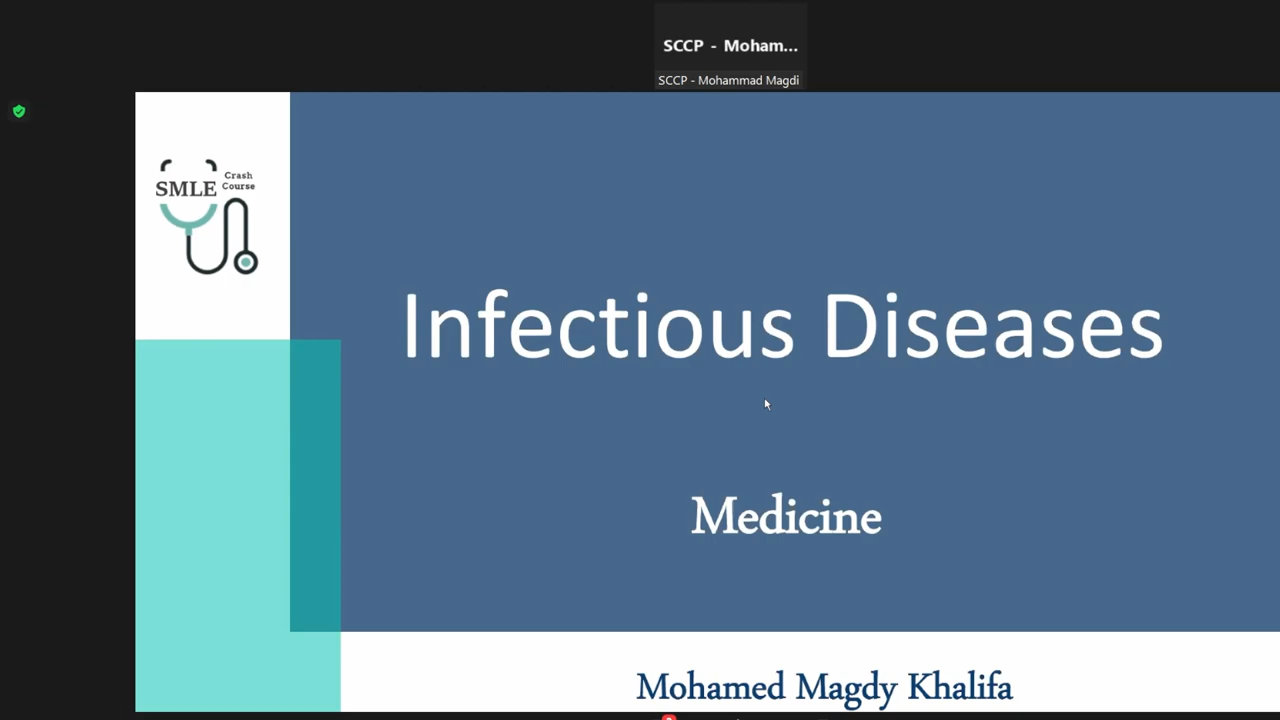 SCCP - Moham...
SCCP - Mohammad Magdi
SMLE Crash
Course
Infectious Diseases
Medicine
Mohamed Magdy Khalifa